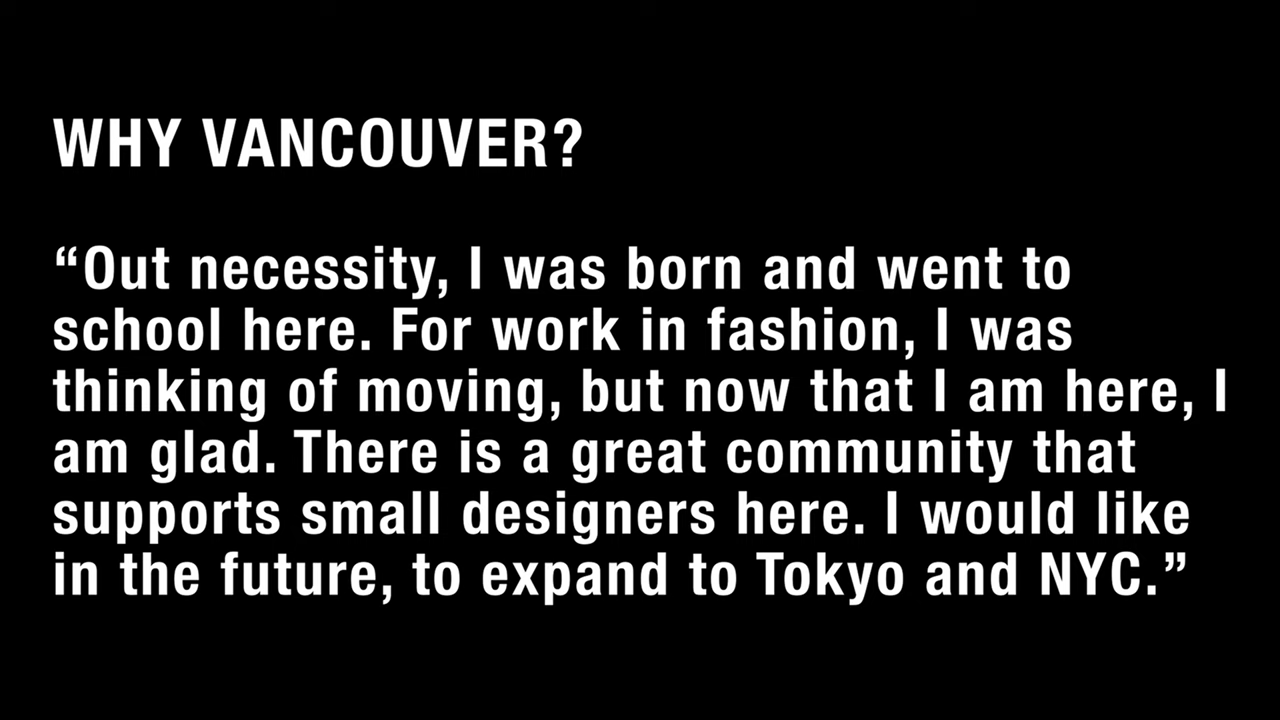 WHY VANCOUVER?
“Out necessity, I was born and went to
school here. For work in fashion, I was
thinking of moving, but now that I am here, I
am glad. There is a great community that
supports small designers here. I would like
in the future, to expand to Tokyo and NYC.”